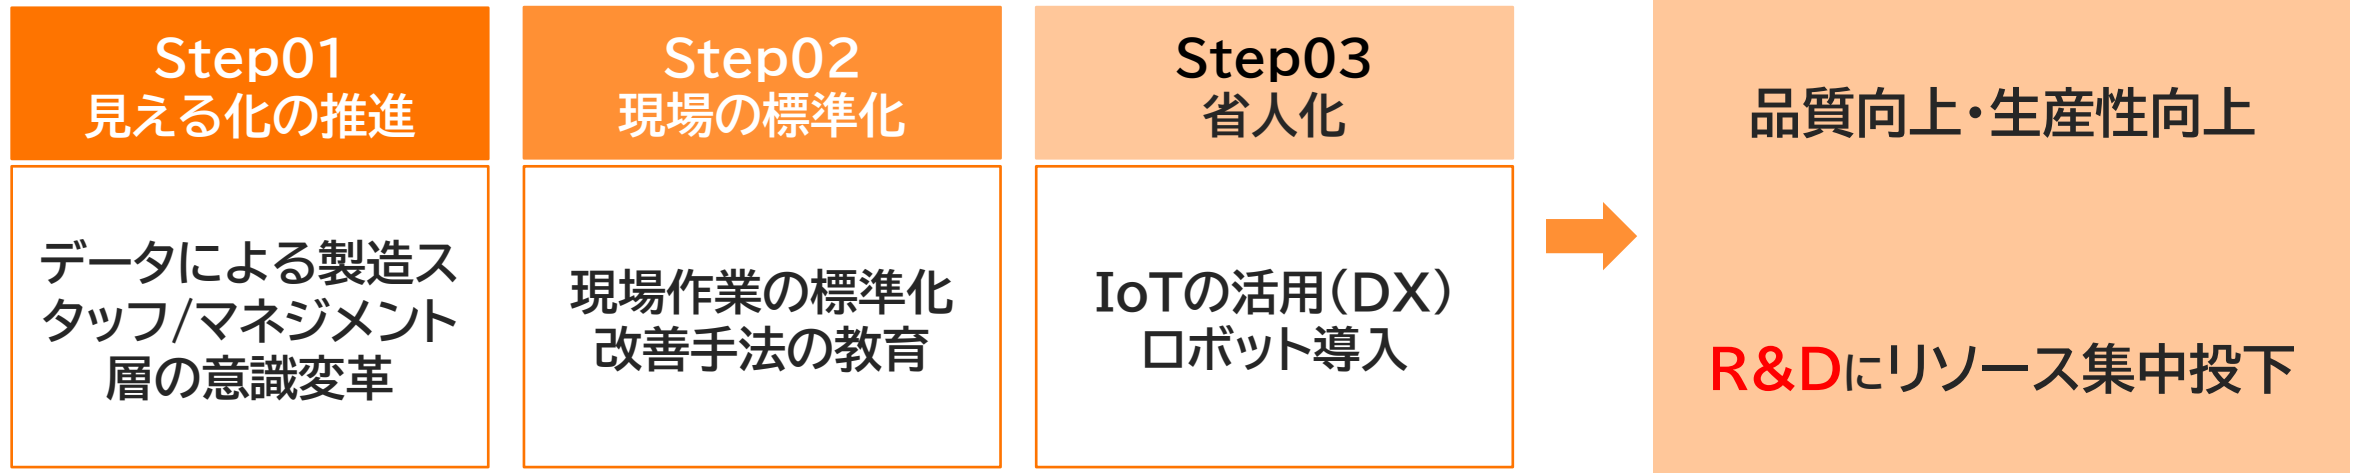 Step01
見える化の推進
データによる製造ス
タッフ/マネジメント
層の意識変革
Step02
現場の標準化
現場作業の標準化
改善手法の教育
Step03
省人化
IoTの活用(DX)
ロボット導入
品質向上・生産性向上
R&Dにリソース集中投下